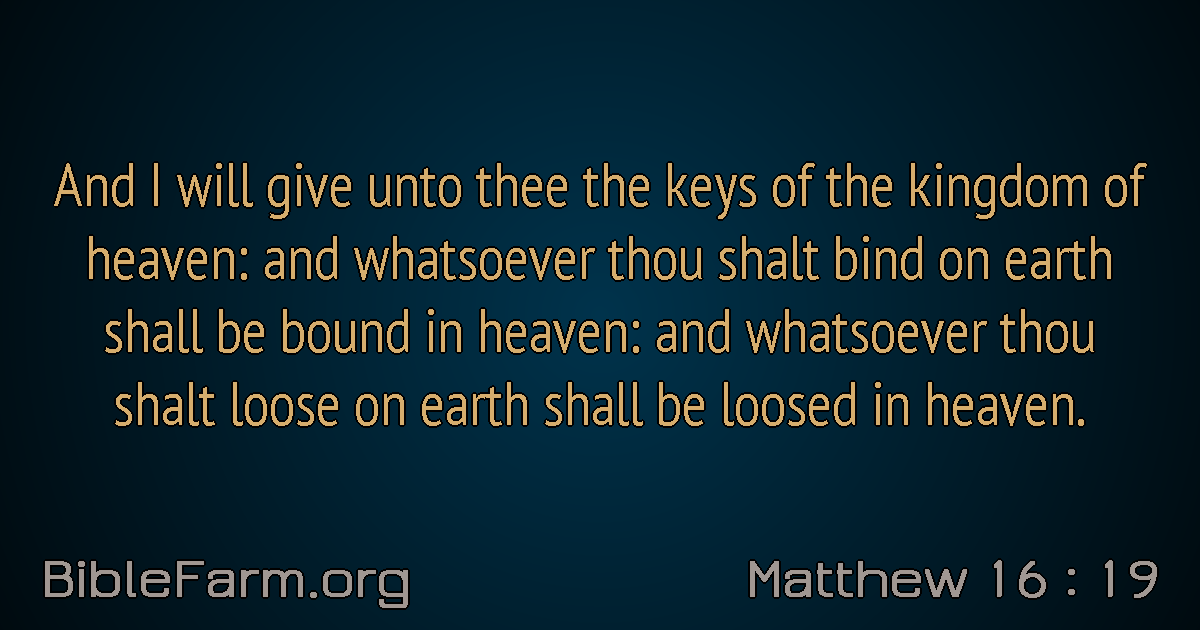 And I will give unto thee the keys of the kingdom of
heaven: and whatsoever thou shalt bind on earth
shall be bound in heaven: and whatsoever thou
shalt loose on earth shall be loosed in heaven.
BibleFarm.org
Matthew 16 : 19